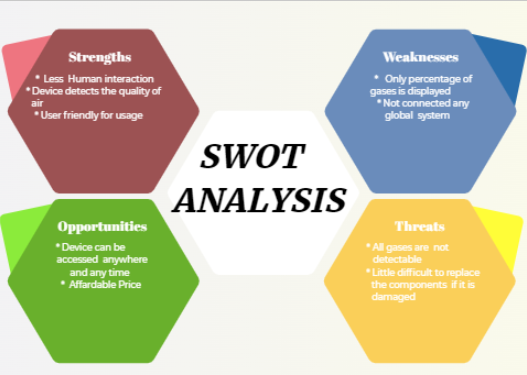 Strengths
* Less Human interaction
* Device detects the quality of
air
* User friendly for usage
Weaknesses
* Only percentage of
gases is displayed
* Not connected any
global system
SWOT
ANALYSIS
Opportunities
* Device can be
accessed anywhere
and any time
* Affardable Price
Threats
* All gases are not
detectable
* Little difficult to replace
the components if it is
damaged